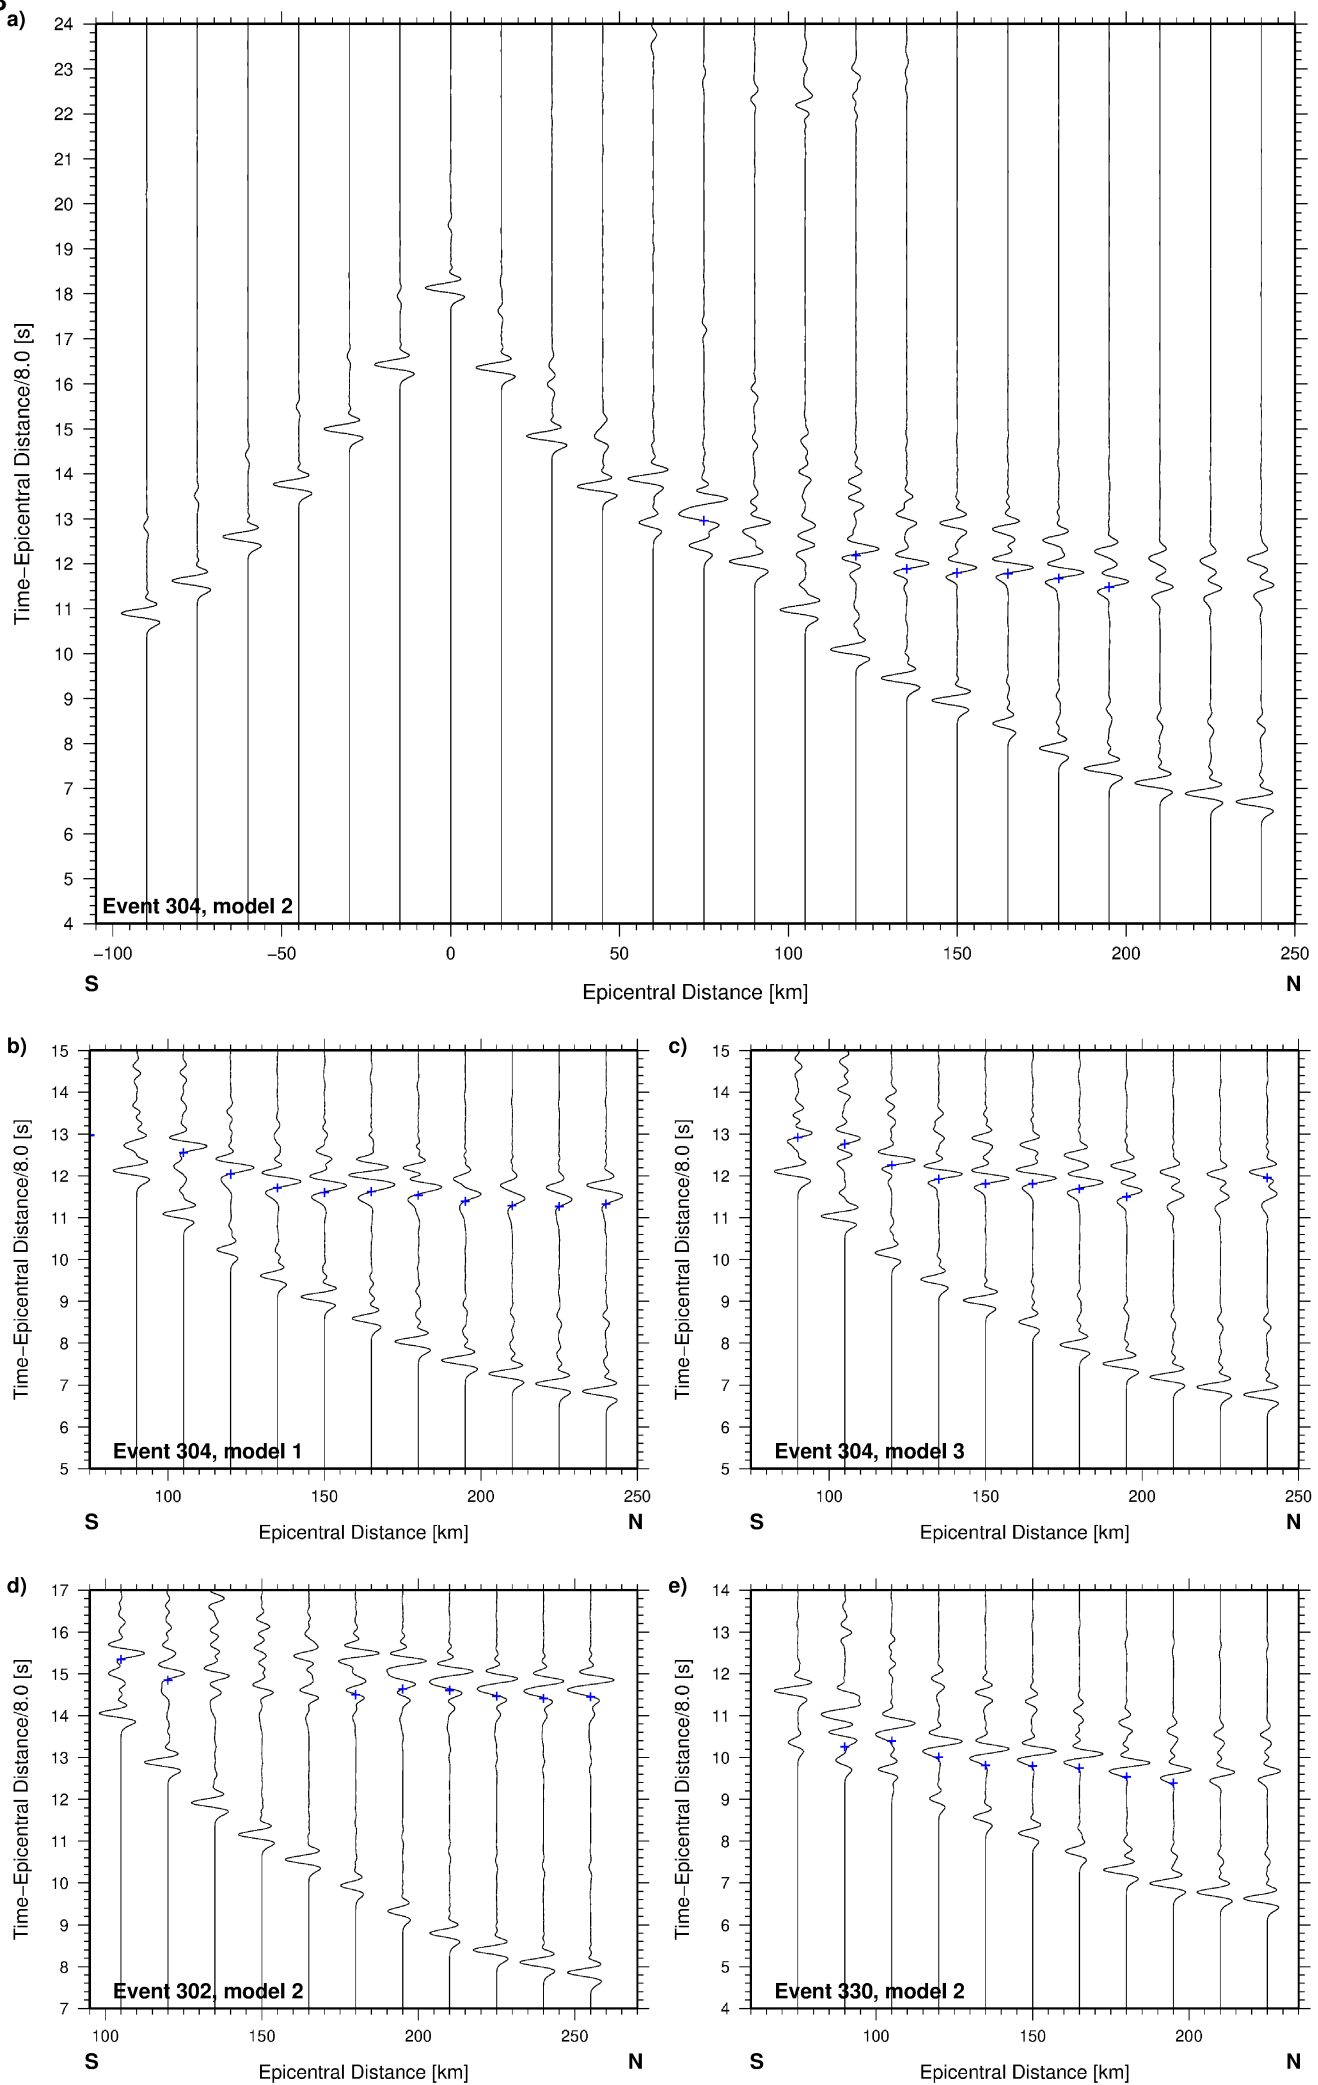 a)
24
23
22
21
20
19
18
17
16
15
14
13
12
11
10
9
8
7
6
5
4
Time−Epicentral Distance/8.0 [s]
Event 304, model 2
−100 −50 0 50 100 150 200 250
S Epicentral Distance [km] N
b)
15
14
13
12
11
10
9
8
7
6
5
Time−Epicentral Distance/8.0 [s]
Event 304, model 1
100 150 200 250
S Epicentral Distance [km] N
c)
15
14
13
12
11
10
9
8
7
6
5
Time−Epicentral Distance/8.0 [s]
Event 304, model 3
100 150 200 250
S Epicentral Distance [km] N
d)
17
16
15
14
13
12
11
10
9
8
7
Time−Epicentral Distance/8.0 [s]
Event 302, model 2
100 150 200 250
S Epicentral Distance [km] N
e)
14
13
12
11
10
9
8
7
6
5
4
Time−Epicentral Distance/8.0 [s]
Event 330, model 2
100 150 200
S Epicentral Distance [km] N